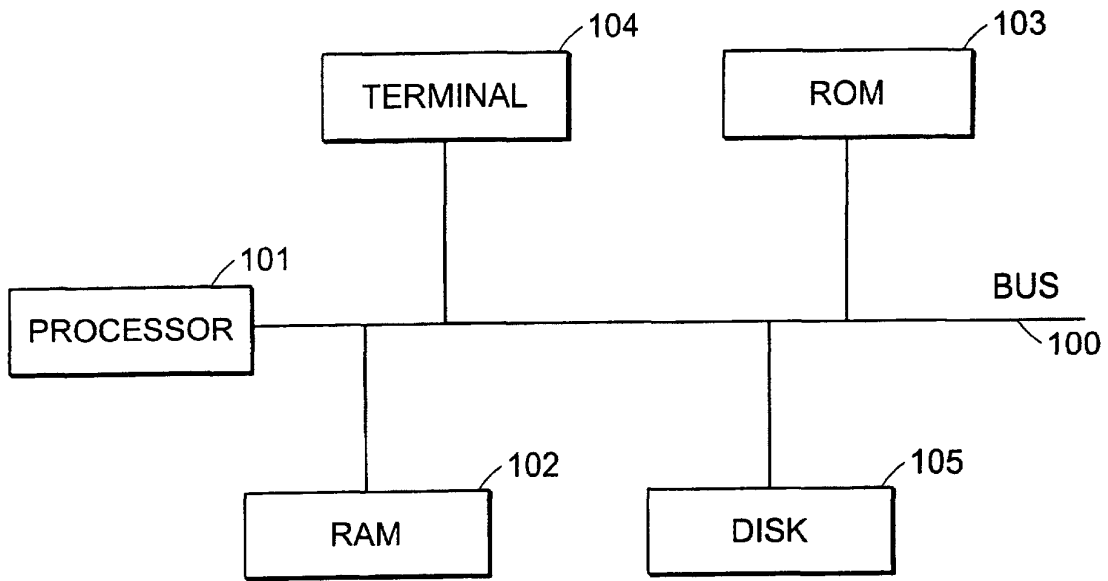 104
TERMINAL
103
ROM
101
PROCESSOR
BUS
100
102
RAM
105
DISK